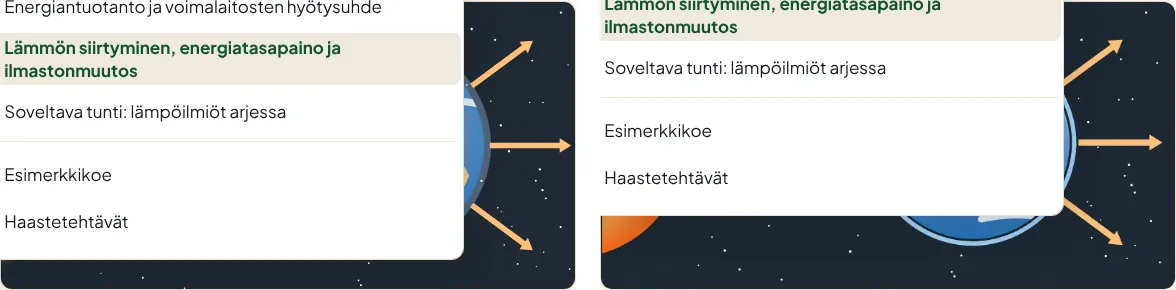 Energiantuotanto ja voimalaitosten hyötysuhde
Lämmön siirtyminen, energiatasapaino ja
ilmastonmuutos
Soveltava tunti: lämpöilmiöt arjessa
Esimerkkikoe
Haastetehtävät
Lämmön siirtyminen, energiatasapaino ja
ilmastonmuutos
Soveltava tunti: lämpöilmiöt arjessa
Esimerkkikoe
Haastetehtävät